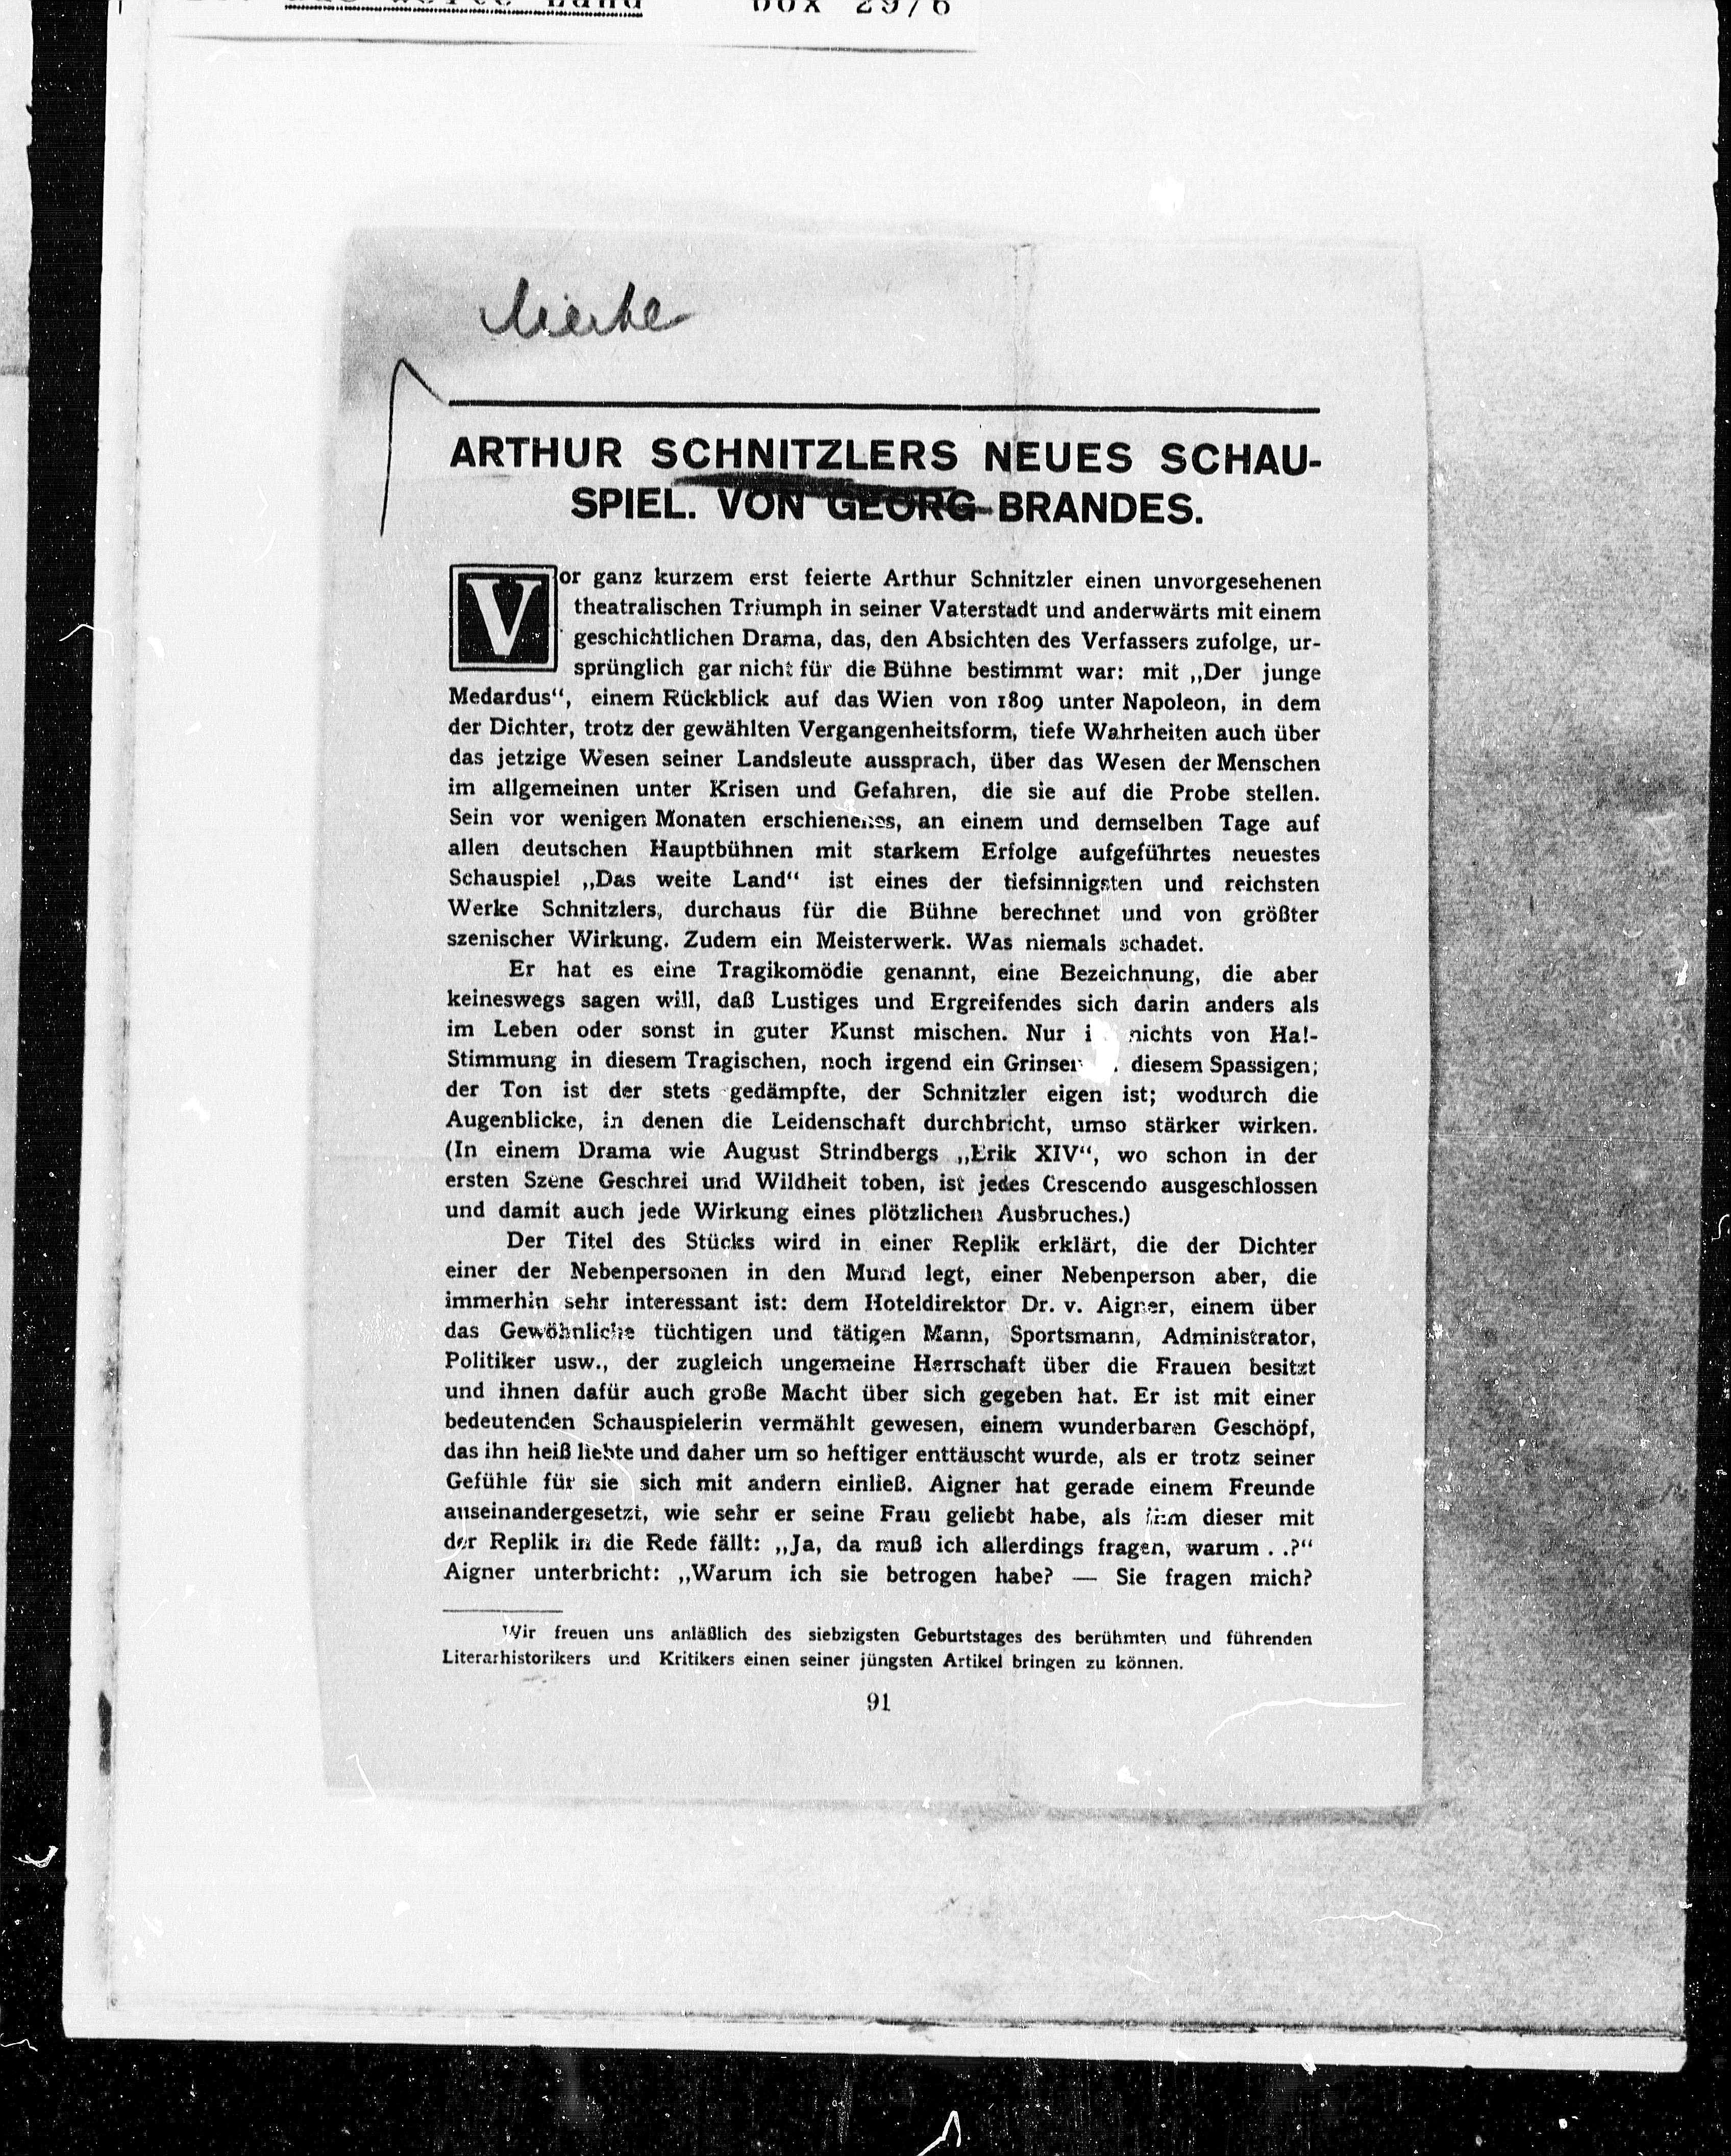 box 29/6
ARTHUR SCHNITZLERS NEUES SCHAU-
SPIEL. VON GEORG BRANDES.
Vor ganz kurzem erst feierte Arthur Schnitzler einen unvorgesehenen
theatralischen Triumph in seiner Vaterstadt und anderwärts mit einem
geschichtlichen Drama, das, den Absichten des Verfassers zufolge, ur-
sprünglich gar nicht für die Bühne bestimmt war: mit „Der junge
Medardus“, einem Rückblick auf das Wien von 1809 unter Napoleon, in dem
der Dichter, trotz der gewählten Vergangenheitsform, tiefe Wahrheiten auch über
das jetzige Wesen seiner Landsleute aussprach, über das Wesen der Menschen
im allgemeinen unter Krisen und Gefahren, die sie auf die Probe stellen.
Sein vor wenigen Monaten erschienenes, an einem und demselben Tage auf
allen deutschen Hauptbühnen mit starkem Erfolge aufgeführtes neuestes
Schauspiel „Das weite Land“ ist eines der tiefsinnigsten und reichsten
Werke Schnitzlers, durchaus für die Bühne berechnet und von größter
szenischer Wirkung. Zudem ein Meisterwerk. Was niemals schadet.
Er hat es eine Tragikomödie genannt, eine Bezeichnung, die aber
keineswegs sagen will, daß Lustiges und Ergreifendes sich darin anders als
im Leben oder sonst in guter Kunst mischen. Nur nichts von Ha!-
Stimmung in diesem Tragischen, noch irgend ein Grinsen diesem Spassigen;
der Ton ist der stets gedämpfte, der Schnitzler eigen ist; wodurch die
Augenblicke, in denen die Leidenschaft durchbricht, umso stärker wirken.
(In einem Drama wie August Strindbergs „Erik XIV“, wo schon in der
ersten Szene Geschrei und Wildheit toben, ist jedes Crescendo ausgeschlossen
und damit auch jede Wirkung eines plötzlichen Ausbruches.)
Der Titel des Stücks wird in einer Replik erklärt, die der Dichter
einer der Nebenpersonen in den Mund legt, einer Nebenperson aber, die
immerhin sehr interessant ist: dem Hoteldirektor Dr. v. Aigner, einem über
das Gewöhnliche tüchtigen und tätigen Mann, Sportsmann, Administrator,
Politiker usw., der zugleich ungemeine Herrschaft über die Frauen besitzt
und ihnen dafür auch große Macht über sich gegeben hat. Er ist mit einer
bedeutenden Schauspielerin vermählt gewesen, einem wunderbaren Geschöpf,
das ihn heiß liebte und daher um so heftiger enttäuscht wurde, als er trotz seiner
Gefühle für sie sich mit andern einließ. Aigner hat gerade einem Freunde
auseinandergesetzt, wie sehr er seine Frau geliebt habe, als ihm dieser mit
der Replik in die Rede fällt: „Ja, da muß ich allerdings fragen, warum . .?“
Aigner unterbricht: „Warum ich sie betrogen habe? — Sie fragen mich?
Wir freuen uns anläßlich des siebzigsten Geburtstages des berühmten und führenden
Literarhistorikers und Kritikers einen seiner jüngsten Artikel bringen zu können.
91